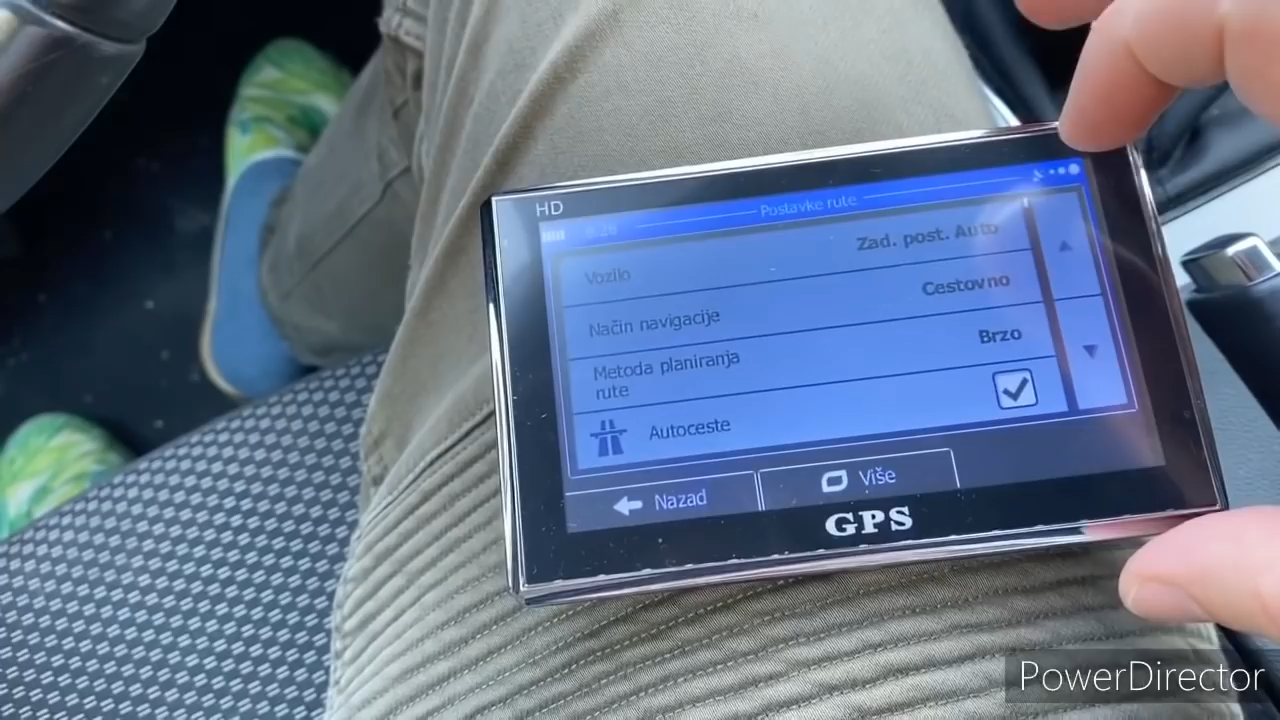 HD
Postavke rute
Vozilo
Zad. post. Auto
Način navigacije
Cestovno
Metoda planiranja
rute
Brzo
Autoceste
Nazad
Više
GPS
PowerDirector